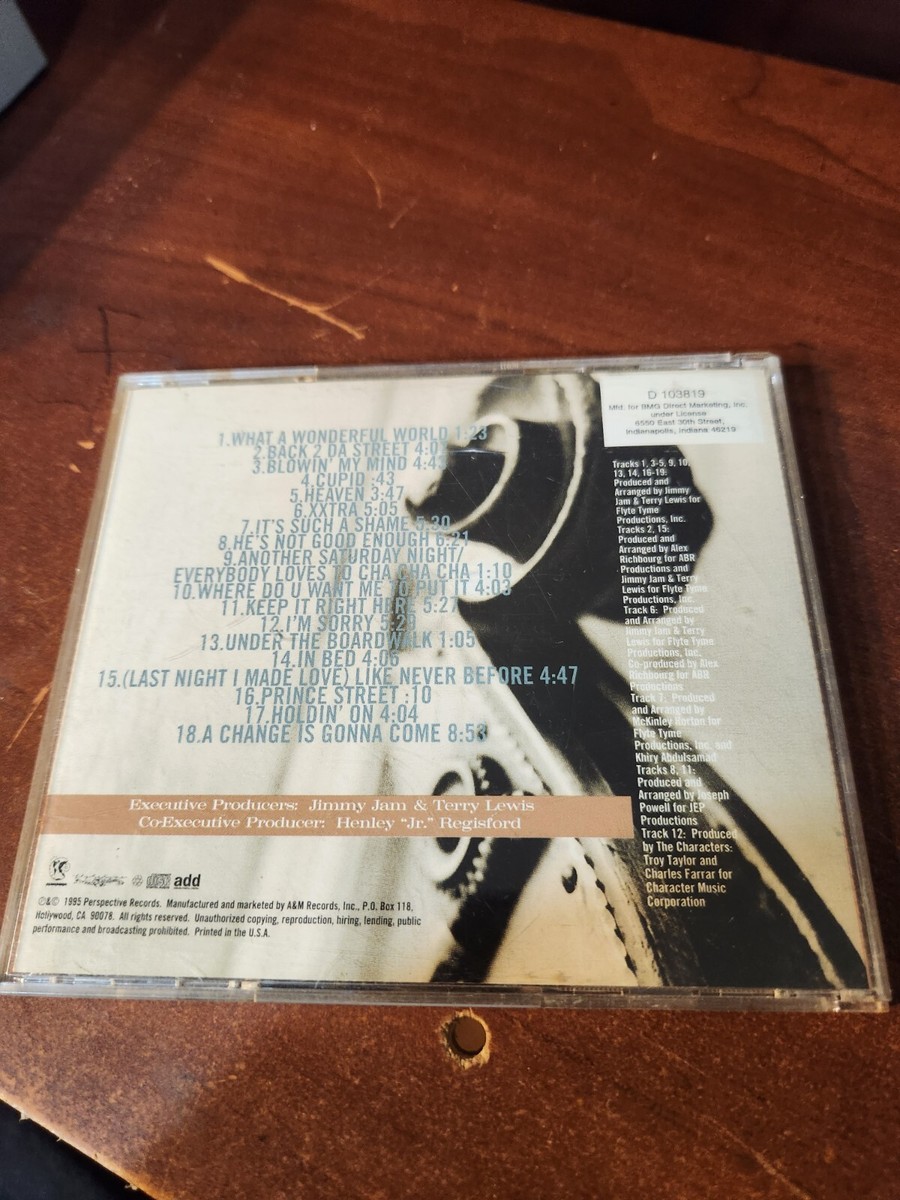 1.WHAT A WONDERFUL WORLD 1:23
2.BACK 2 DA STREET
3.BLOWIN' MY MIND 4:45
4.CUPID :43
5.HEAVEN 3:47
6.XXTRA 5:05
7.IT'S SUCH A SHAME 5:30
8.HE'S NOT GOOD ENOUGH 6:21
9.ANOTHER SATURDAY NIGHT/
EVERYBODY LOVES TO CHA CHA CHA 1:10
10.WHERE DO U WANT ME TO PUT IT 4:03
11.KEEP IT RIGHT HERE 5:27
12.I'M SORRY
13.UNDER THE BOARDWALK 1:05
14.IN BED 4:06
15.(LAST NIGHT I MADE LOVE) LIKE NEVER BEFORE 4:47
16.PRINCE STREET :10
17.HOLDIN' ON 4:04
18.A CHANGE IS GONNA COME 8:53
Executive Producers: Jimmy Jam & Terry Lewis
Co-Executive Producer: Henley "Jr." Regisford
add
℗&© 1995 Perspective Records. Manufactured and marketed by A&M Records, Inc., P.O. Box 118,
Hollywood, CA 90078. All rights reserved. Unauthorized copying, reproduction, hiring, lending, public
performance and broadcasting prohibited. Printed in the U.S.A.
D 103819
Mfd. for BMG Direct Marketing, Inc.
under License
6550 East 30th Street,
Indianapolis, Indiana 46219
Tracks 1, 3-5, 9, 10,
13, 14, 16-19:
Produced and
Arranged by Jimmy
Jam & Terry Lewis for
Flyte Tyme
Productions, Inc.
Tracks 2, 15:
Produced and
Arranged by Alex
Richbourg for ABR
Productions and
Jimmy Jam & Terry
Lewis for Flyte Tyme
Productions, Inc.
Track 6: Produced
and Arranged by
Jimmy Jam & Terry
Lewis for Flyte Tyme
Productions, Inc.
Co-produced by Alex
Richbourg for ABR
Productions
Track 7: Produced
and Arranged by
McKinley Horton for
Flyte Tyme
Productions, Inc. and
Khiry Abdulsamad
Tracks 8, 11:
Produced and
Arranged by Joseph
Powell for JEP
Productions
Track 12: Produced
by The Characters:
Troy Taylor and
Charles Farrar for
Character Music
Corporation